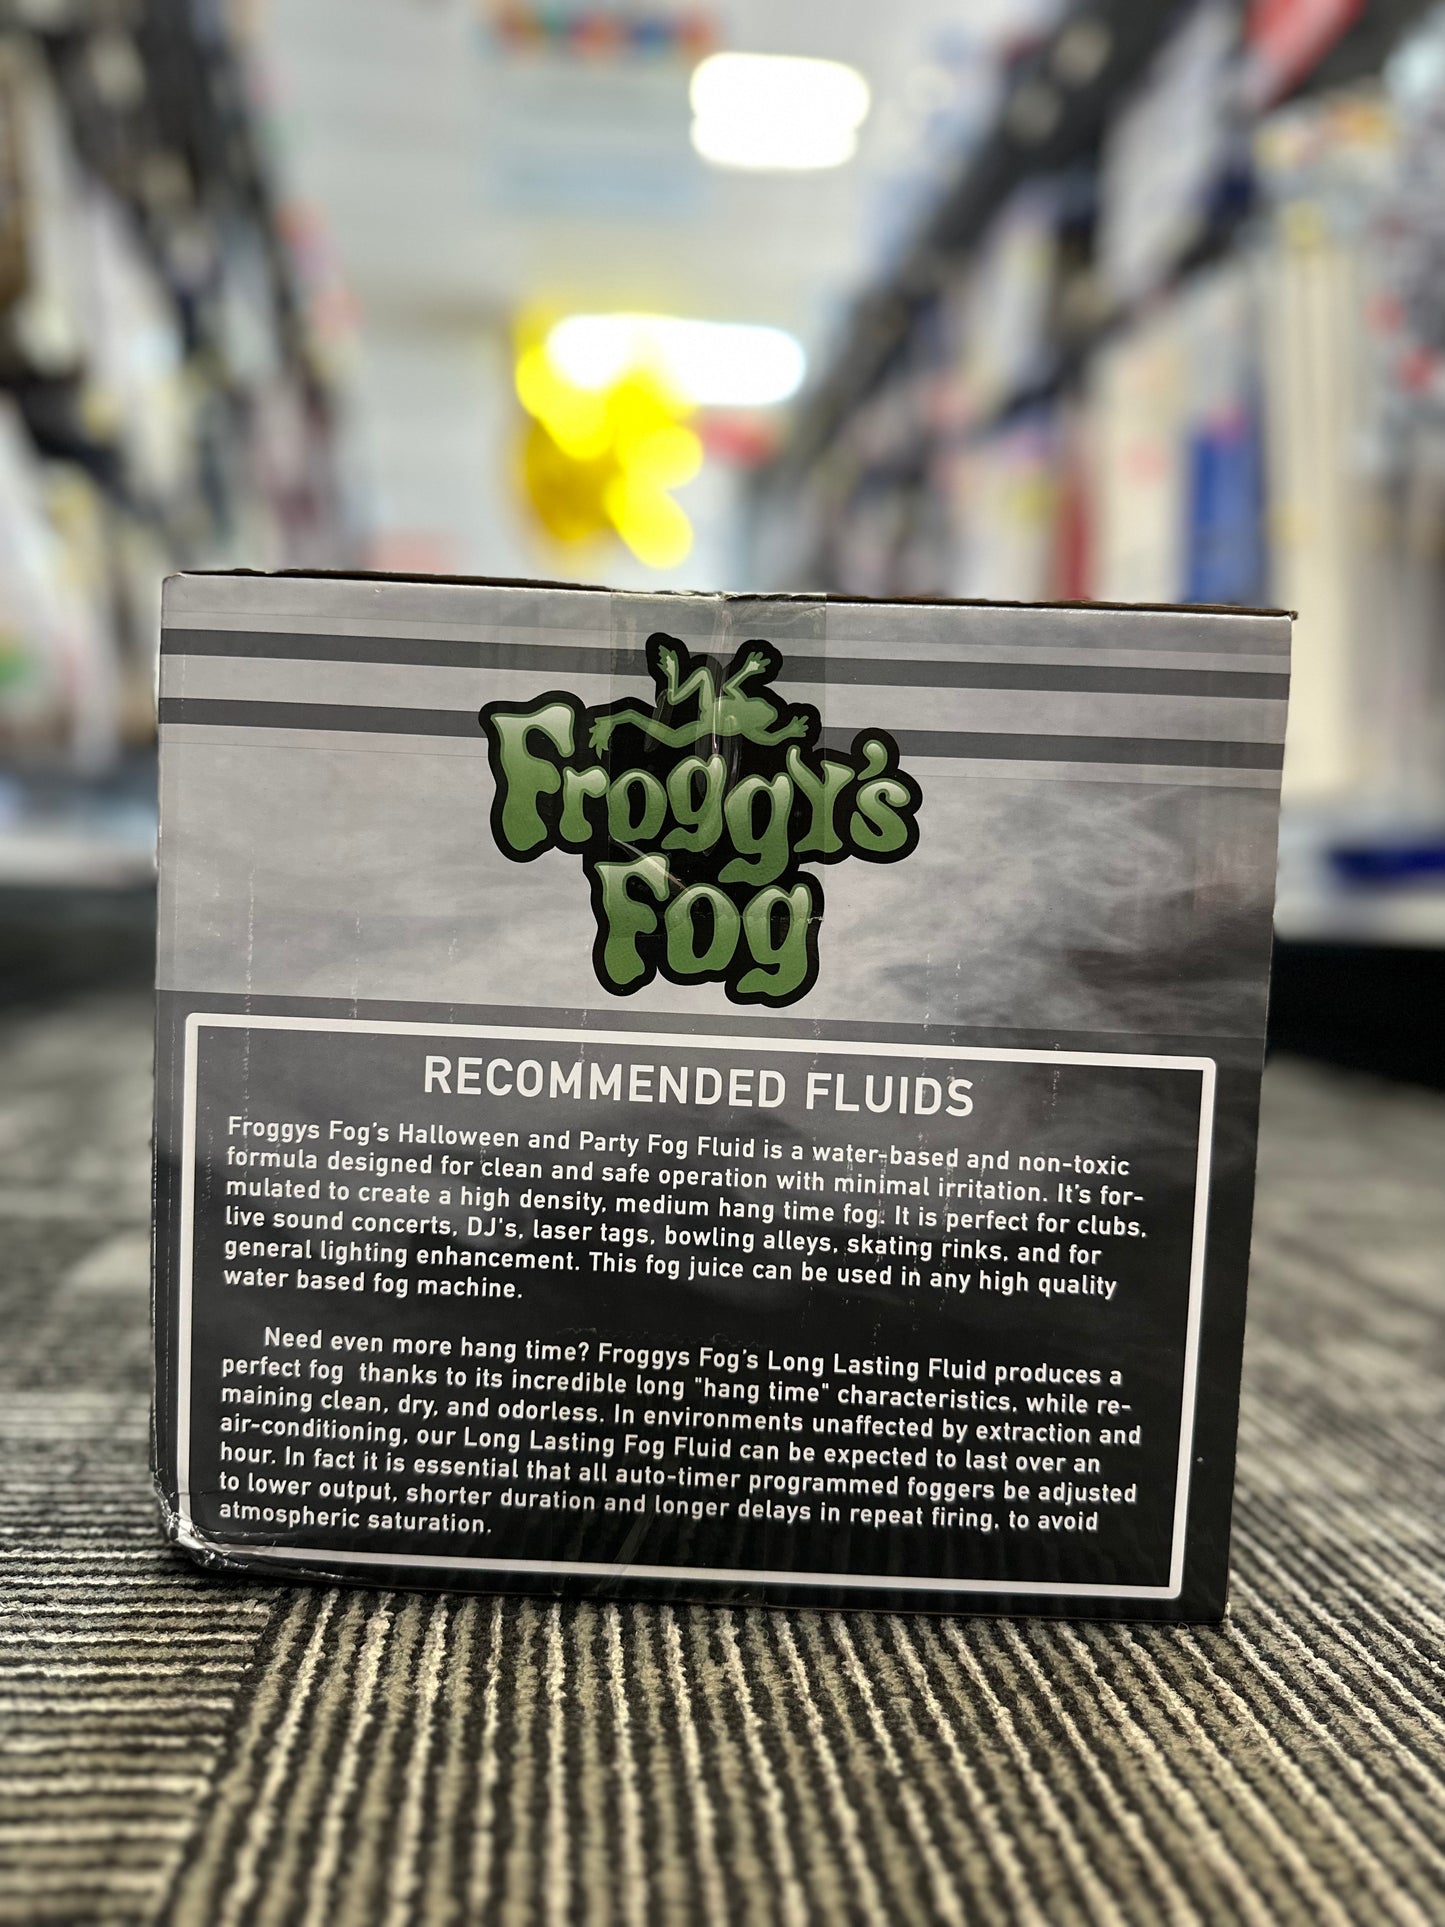 Froggy's
Fog
RECOMMENDED FLUIDS
Froggys Fog's Halloween and Party Fog Fluid is a water-based and non-toxic
formula designed for clean and safe operation with minimal irritation. It's for-
mulated to create a high density, medium hang time fog. It is perfect for clubs,
live sound concerts, DJ's, laser tags, bowling alleys, skating rinks, and for
general lighting enhancement. This fog juice can be used in any high quality
water based fog machine.
Need even more hang time? Froggys Fog's Long Lasting Fluid produces a
perfect fog thanks to its incredible long "hang time" characteristics, while re-
maining clean, dry, and odorless. In environments unaffected by extraction and
air-conditioning, our Long Lasting Fog Fluid can be expected to last over an
hour. In fact it is essential that all auto-timer programmed foggers be adjusted
to lower output, shorter duration and longer delays in repeat firing, to avoid
atmospheric saturation.